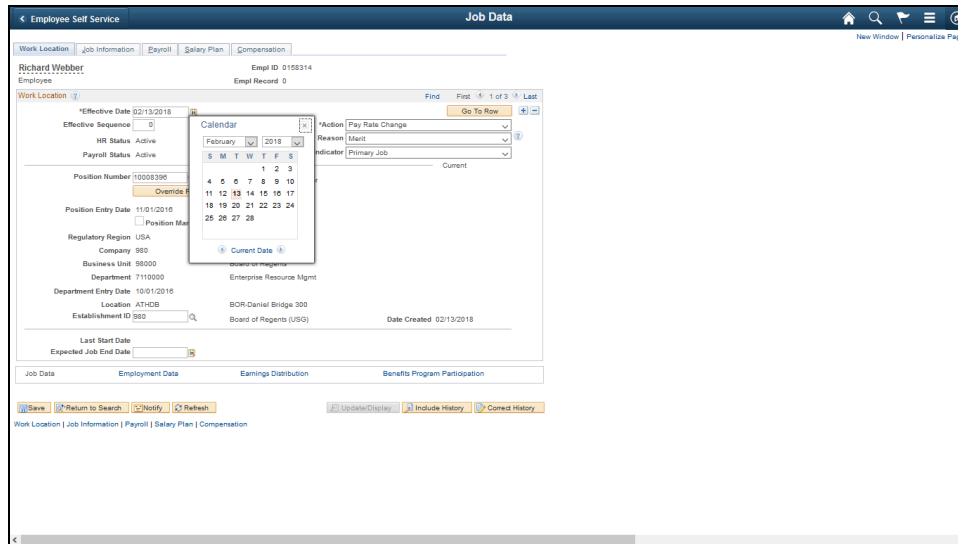 Employee Self Service
Job Data
New Window | Personalize Pag
Work Location
Job Information
Payroll
Salary Plan
Compensation
Richard Webber
Empl ID 0158314
Employee
Empl Record 0
Work Location
Find First 1 of 3 Last
*Effective Date 02/13/2018
Go To Row
Effective Sequence 0
*Action Pay Rate Change
HR Status Active
Reason Merit
Payroll Status Active
ndicator Primary Job
Current
Calendar
February 2018
S M T W T F S
1 2 3
4 5 6 7 8 9 10
11 12 13 14 15 16 17
18 19 20 21 22 23 24
25 26 27 28
Current Date
Position Number 10008396
Override P
Position Entry Date 11/01/2016
Position Man
Regulatory Region USA
Company 980
Business Unit 98000 Board of Regents
Department 7110000 Enterprise Resource Mgmt
Department Entry Date 10/01/2016
Location ATHDB BOR-Daniel Bridge 300
Establishment ID 980 Board of Regents (USG) Date Created 02/13/2018
Last Start Date
Expected Job End Date
Job Data Employment Data Earnings Distribution Benefits Program Participation
Save Return to Search Notify Refresh Update/Display Include History Correct History
Work Location | Job Information | Payroll | Salary Plan | Compensation